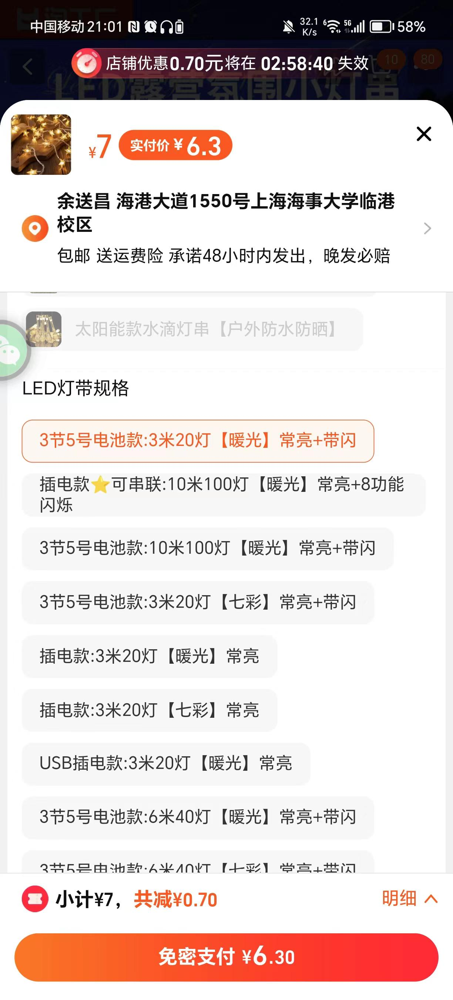 中国移动 21:01 32.1 K/s 6 5G 58%
店铺优惠0.70元将在 02:58:40 失效 10 80
LED露营氛围小灯串
¥7 实付价 ¥6.3
余送昌 海港大道1550号上海海事大学临港
校区
包邮 送运费险 承诺48小时内发出，晚发必赔
太阳能款水滴灯串【户外防水防晒】
LED灯带规格
3节5号电池款:3米20灯【暖光】常亮+带闪
插电款⭐可串联:10米100灯【暖光】常亮+8功能
闪烁
3节5号电池款:10米100灯【暖光】常亮+带闪
3节5号电池款:3米20灯【七彩】常亮+带闪
插电款:3米20灯【暖光】常亮
插电款:3米20灯【七彩】常亮
USB插电款:3米20灯【暖光】常亮
3节5号电池款:6米40灯【暖光】常亮+带闪
3节5号电池款:6米40灯【七彩】常亮+带闪
小计¥7，共减¥0.70 明细
免密支付 ¥6.30